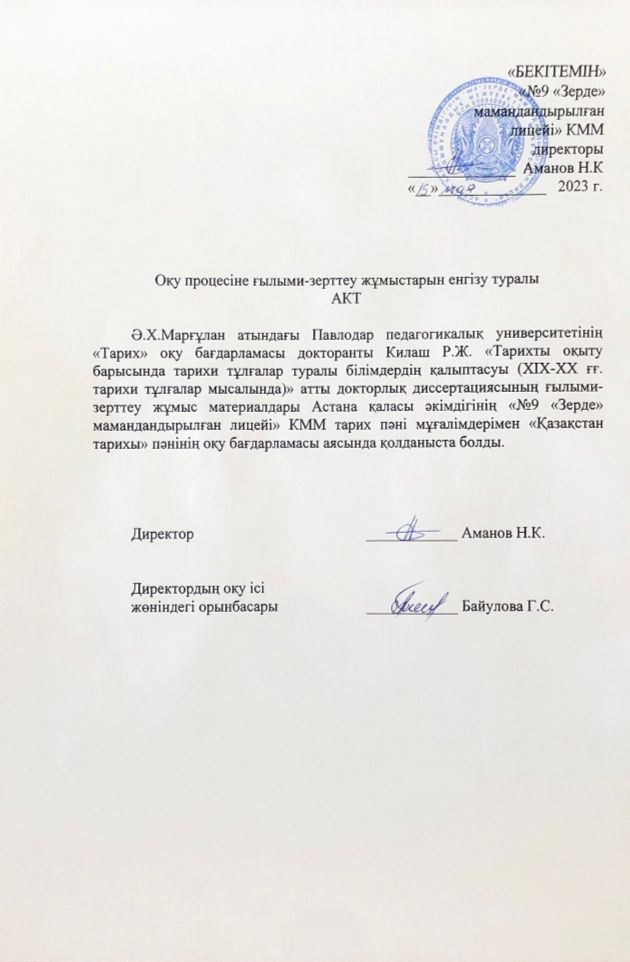 «БЕКІТЕМІН»
«№9 «Зерде»
мамандандырылған
лицейі» КММ
директоры
Аманов Н.К
«15» мая 2023 г.
Оқу процесіне ғылыми-зерттеу жұмыстарын енгізу туралы
АКТ
Ә.Х.Марғұлан атындағы Павлодар педагогикалық университетінің
«Тарих» оқу бағдарламасы докторанты Килаш Р.Ж. «Тарихты оқыту
барысында тарихи тұлғалар туралы білімдердің қалыптасуы (XIX-XX ғғ.
тарихи тұлғалар мысалында)» атты докторлық диссертациясының ғылыми-
зерттеу жұмыс материалдары Астана қаласы әкімдігінің «№9 «Зерде»
мамандандырылған лицейі» КММ тарих пәні мұғалімдерімен «Қазақстан
тарихы» пәнінің оқу бағдарламасы аясында қолданыста болды.
Директор Аманов Н.К.
Директордың оқу ісі
жөніндегі орынбасары Байулова Г.С.